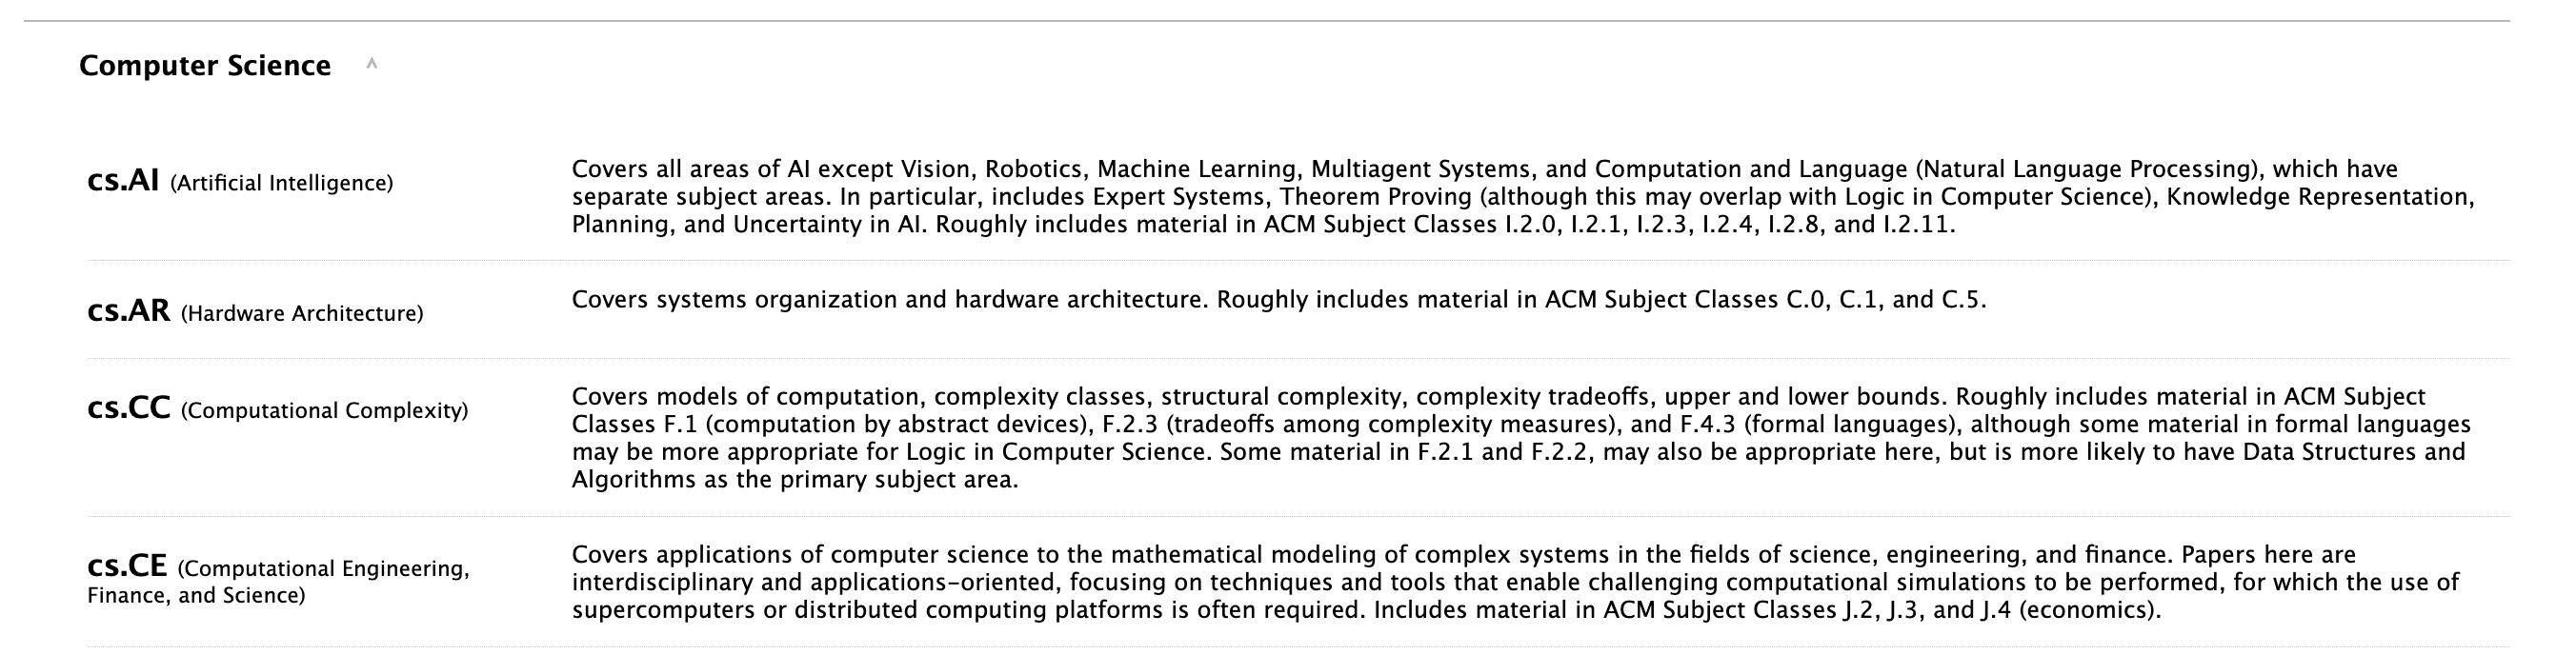 Computer Science ^
cs.AI (Artificial Intelligence)
Covers all areas of AI except Vision, Robotics, Machine Learning, Multiagent Systems, and Computation and Language (Natural Language Processing), which have
separate subject areas. In particular, includes Expert Systems, Theorem Proving (although this may overlap with Logic in Computer Science), Knowledge Representation,
Planning, and Uncertainty in AI. Roughly includes material in ACM Subject Classes I.2.0, I.2.1, I.2.3, I.2.4, I.2.8, and I.2.11.
cs.AR (Hardware Architecture)
Covers systems organization and hardware architecture. Roughly includes material in ACM Subject Classes C.0, C.1, and C.5.
cs.CC (Computational Complexity)
Covers models of computation, complexity classes, structural complexity, complexity tradeoffs, upper and lower bounds. Roughly includes material in ACM Subject
Classes F.1 (computation by abstract devices), F.2.3 (tradeoffs among complexity measures), and F.4.3 (formal languages), although some material in formal languages
may be more appropriate for Logic in Computer Science. Some material in F.2.1 and F.2.2, may also be appropriate here, but is more likely to have Data Structures and
Algorithms as the primary subject area.
cs.CE (Computational Engineering,
Finance, and Science)
Covers applications of computer science to the mathematical modeling of complex systems in the fields of science, engineering, and finance. Papers here are
interdisciplinary and applications-oriented, focusing on techniques and tools that enable challenging computational simulations to be performed, for which the use of
supercomputers or distributed computing platforms is often required. Includes material in ACM Subject Classes J.2, J.3, and J.4 (economics).